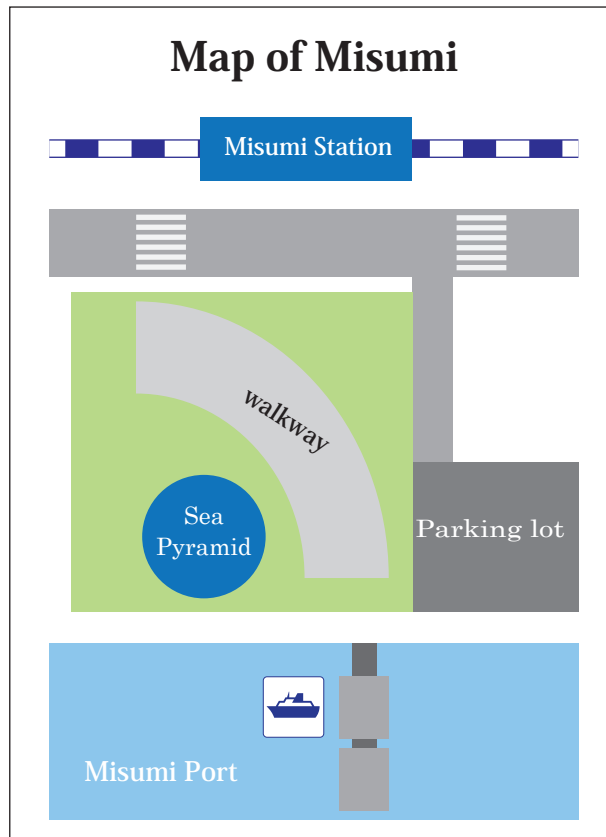 Map of Misumi
Misumi Station
walkway
Sea
Pyramid
Parking lot
Misumi Port